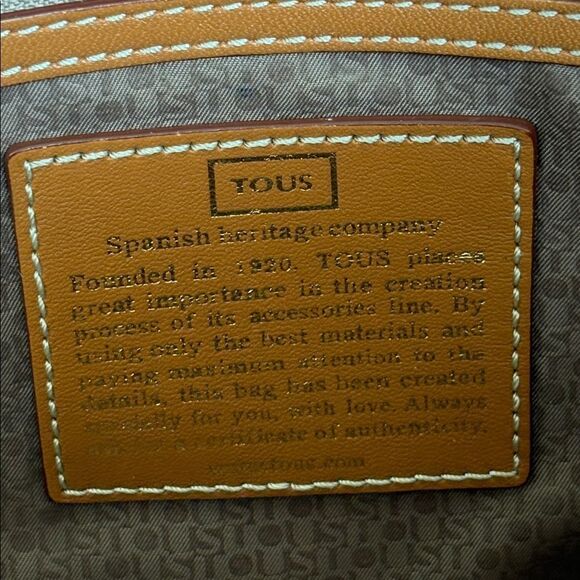 TOUS
Spanish heritage company
Founded in 1920. TOUS places
great importance in the creation
process of its accessories line. By
using only the best materials and
paying maximum attention to the
details, this bag has been created
specially for you, with love. Always
certificate of authenticity.
www.tous.com